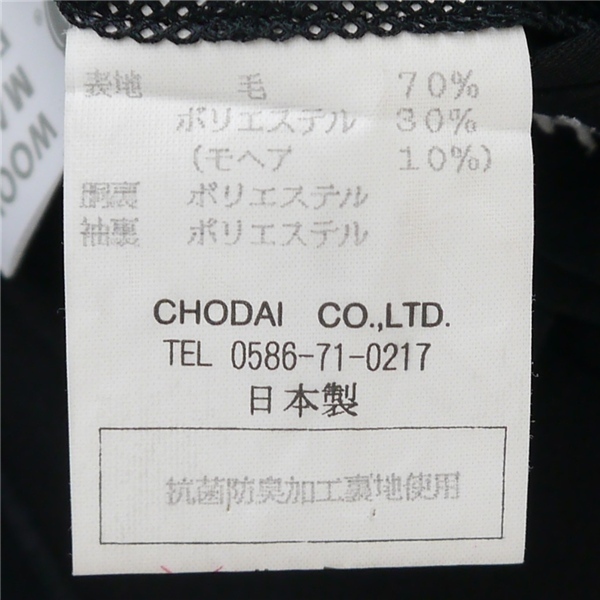 表地 毛 70%
ポリエステル 30%
(モヘア 10%)
胴裏 ポリエステル
袖裏 ポリエステル
CHODAI CO.,LTD.
TEL 0586-71-0217
日本製
抗菌防臭加工裏地使用